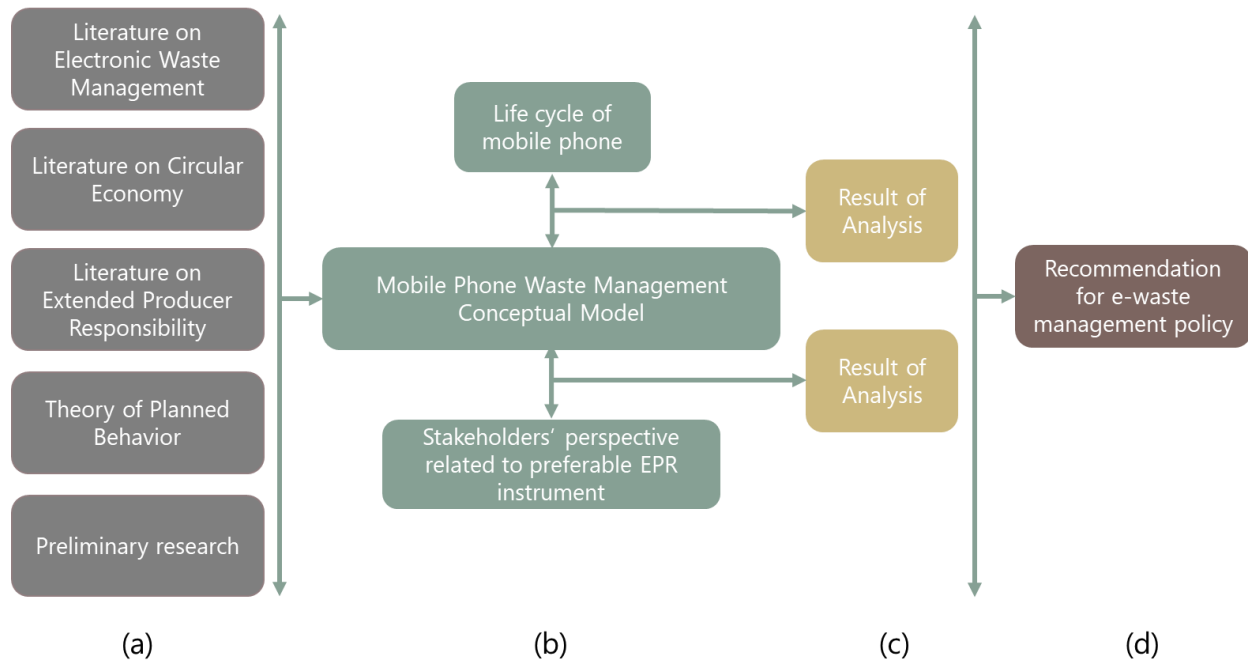 Literature on
Electronic Waste
Management
Literature on Circular
Economy
Literature on
Extended Producer
Responsibility
Theory of Planned
Behavior
Preliminary research
Life cycle of
mobile phone
Mobile Phone Waste Management
Conceptual Model
Stakeholders‘ perspective
related to preferable EPR
instrument
Result of
Analysis
Result of
Analysis
Recommendation
for e-waste
management policy
(a)
(b)
(c)
(d)